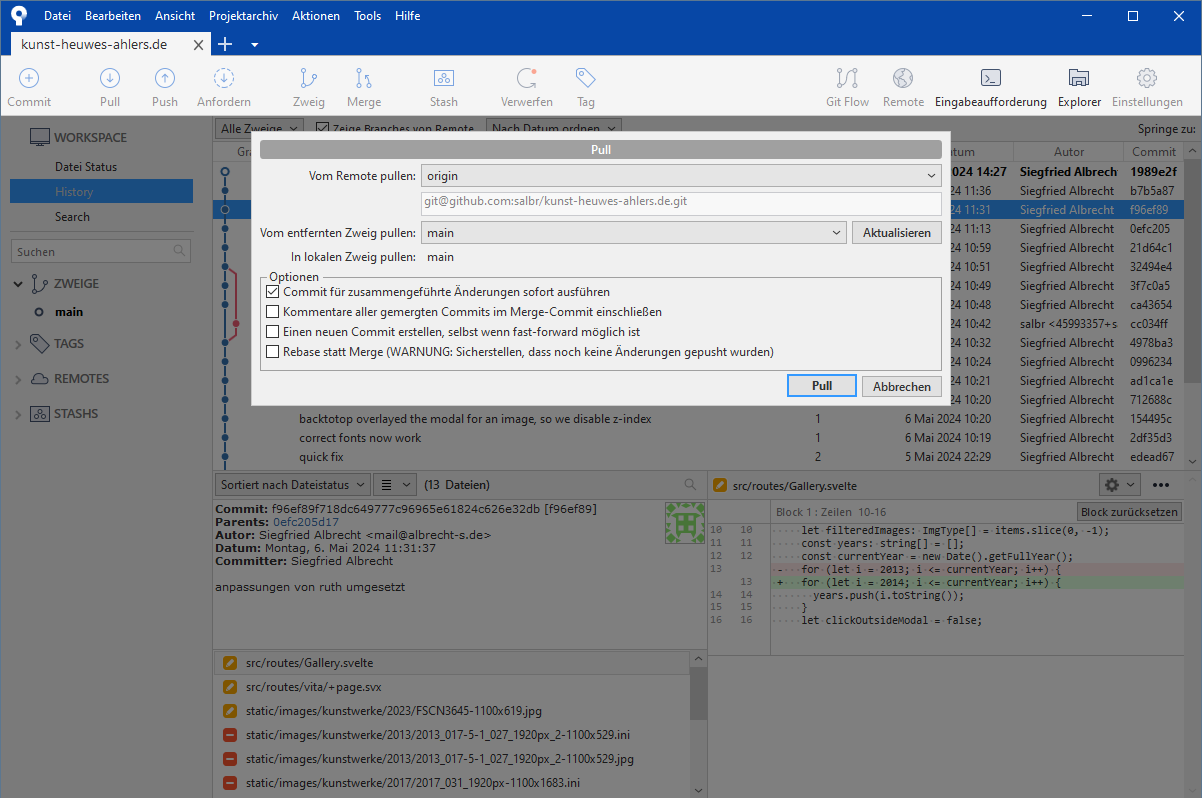 Datei Bearbeiten Ansicht Projektarchiv Aktionen Tools Hilfe
kunst-heuwes-ahlers.de
Commit Pull Push Anfordern Zweig Merge Stash Verwerfen Tag Git Flow Remote Eingabeaufforderung Explorer Einstellungen
WORKSPACE
Datei Status
History
Search
Suchen
ZWEIGE
main
TAGS
REMOTES
STASHS
Alle Zweige Zeige Branches von Remote Nach Datum ordnen Springe zu:
Autor Commit
Pull
Vom Remote pullen: origin
git@github.com:salbr/kunst-heuwes-ahlers.de.git
Vom entfernten Zweig pullen: main Aktualisieren
In lokalen Zweig pullen: main
Optionen
Commit für zusammengeführte Änderungen sofort ausführen
Kommentare aller gemergten Commits im Merge-Commit einschließen
Einen neuen Commit erstellen, selbst wenn fast-forward möglich ist
Rebase statt Merge (WARNUNG: Sicherstellen, dass noch keine Änderungen gepusht wurden)
Pull Abbrechen
14:27 Siegfried Albrecht 1989e2f
11:36 Siegfried Albrecht b7b5a87
11:31 Siegfried Albrecht f96ef89
11:13 Siegfried Albrecht 0efc205
10:59 Siegfried Albrecht 21d64c1
10:51 Siegfried Albrecht 32494e4
10:49 Siegfried Albrecht 3f7c0a5
10:48 Siegfried Albrecht ca43654
10:42 salbr <45993357+s cc034ff
10:32 Siegfried Albrecht 4978ba3
10:24 Siegfried Albrecht 0996234
10:21 Siegfried Albrecht ad1ca1e
10:20 Siegfried Albrecht 712688c
backtotop overlayed the modal for an image, so we disable z-index 1 6 Mai 2024 10:20 Siegfried Albrecht 154495c
correct fonts now work 1 6 Mai 2024 10:19 Siegfried Albrecht 2df35d3
quick fix 2 5 Mai 2024 22:29 Siegfried Albrecht edead67
Sortiert nach Dateistatus (13 Dateien)
Commit: f96ef89f718dc649777c96965e61824c626e32db [f96ef89]
Parents: 0efc205d17
Autor: Siegfried Albrecht <mail@albrecht-s.de>
Datum: Montag, 6. Mai 2024 11:31:37
Committer: Siegfried Albrecht
anpassungen von ruth umgesetzt
src/routes/Gallery.svelte
src/routes/vita/+page.svx
static/images/kunstwerke/2023/FSCN3645-1100x619.jpg
static/images/kunstwerke/2013/2013_017-5-1_027_1920px_2-1100x529.ini
static/images/kunstwerke/2013/2013_017-5-1_027_1920px_2-1100x529.jpg
static/images/kunstwerke/2017/2017_031_1920px-1100x1683.ini
src/routes/Gallery.svelte
Block 1 : Zeilen 10-16 Block zurücksetzen
10 10 let filteredImages: ImgType[] = items.slice(0, -1);
11 11 const years: string[] = [];
12 12 const currentYear = new Date().getFullYear();
13 - for (let i = 2013; i <= currentYear; i++) {
13 + for (let i = 2014; i <= currentYear; i++) {
14 14 years.push(i.toString());
15 15 }
16 16 let clickOutsideModal = false;